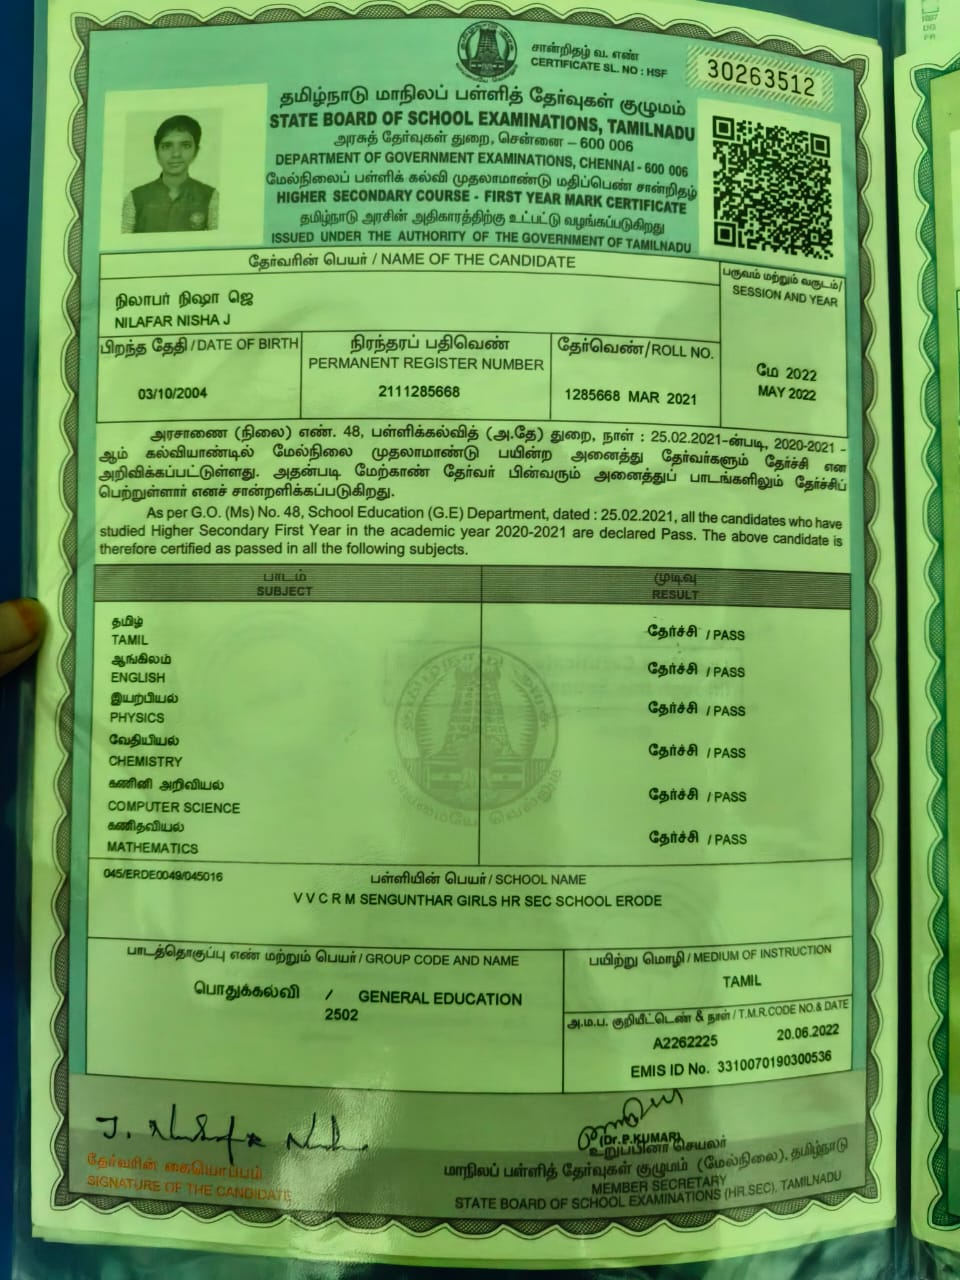 சான்றிதழ் வ. எண்
CERTIFICATE SL. NO : HSF
30263512
தமிழ்நாடு மாநிலப் பள்ளித் தேர்வுகள் குழுமம்
STATE BOARD OF SCHOOL EXAMINATIONS, TAMILNADU
அரசுத் தேர்வுகள் துறை, சென்னை – 600 006
DEPARTMENT OF GOVERNMENT EXAMINATIONS, CHENNAI - 600 006
மேல்நிலைப் பள்ளிக் கல்வி முதலாமாண்டு மதிப்பெண் சான்றிதழ்
HIGHER SECONDARY COURSE - FIRST YEAR MARK CERTIFICATE
தமிழ்நாடு அரசின் அதிகாரத்திற்கு உட்பட்டு வழங்கப்படுகிறது
ISSUED UNDER THE AUTHORITY OF THE GOVERNMENT OF TAMILNADU
தேர்வரின் பெயர் / NAME OF THE CANDIDATE
பருவம் மற்றும் வருடம்/
SESSION AND YEAR
நிலாபர் நிஷா ஜெ
NILAFAR NISHA J
பிறந்த தேதி / DATE OF BIRTH
நிரந்தரப் பதிவெண்
PERMANENT REGISTER NUMBER
தேர்வெண்/ROLL NO.
மே 2022
MAY 2022
03/10/2004
2111285668
1285668 MAR 2021
அரசாணை (நிலை) எண். 48, பள்ளிக்கல்வித் (அ.தே) துறை, நாள் : 25.02.2021-ன்படி, 2020-2021 -
ஆம் கல்வியாண்டில் மேல்நிலை முதலாமாண்டு பயின்ற அனைத்து தேர்வர்களும் தேர்ச்சி என
அறிவிக்கப்பட்டுள்ளது. அதன்படி மேற்காண் தேர்வர் பின்வரும் அனைத்துப் பாடங்களிலும் தேர்ச்சிப்
பெற்றுள்ளார் எனச் சான்றளிக்கப்படுகிறது.
As per G.O. (Ms) No. 48, School Education (G.E) Department, dated : 25.02.2021, all the candidates who have
studied Higher Secondary First Year in the academic year 2020-2021 are declared Pass. The above candidate is
therefore certified as passed in all the following subjects.
பாடம்
SUBJECT
முடிவு
RESULT
தமிழ்
TAMIL
தேர்ச்சி / PASS
ஆங்கிலம்
ENGLISH
தேர்ச்சி / PASS
இயற்பியல்
PHYSICS
தேர்ச்சி / PASS
வேதியியல்
CHEMISTRY
தேர்ச்சி / PASS
கணினி அறிவியல்
COMPUTER SCIENCE
தேர்ச்சி / PASS
கணிதவியல்
MATHEMATICS
தேர்ச்சி / PASS
045/ERDE0049/045016
பள்ளியின் பெயர்/ SCHOOL NAME
V V C R M SENGUNTHAR GIRLS HR SEC SCHOOL ERODE
பாடத்தொகுப்பு எண் மற்றும் பெயர்/ GROUP CODE AND NAME
பயிற்று மொழி / MEDIUM OF INSTRUCTION
பொதுக்கல்வி / GENERAL EDUCATION
2502
TAMIL
அ.ம.ப. குறியீட்டெண் & நாள் / T.M.R.CODE NO.& DATE
A2262225 20.06.2022
EMIS ID No. 3310070190300536
(Dr.P.KUMAR)
உறுப்பினர் செயலர்
தேர்வரின் கையொப்பம்
SIGNATURE OF THE CANDIDATE
மாநிலப் பள்ளித் தேர்வுகள் குழுமம் (மேல்நிலை), தமிழ்நாடு
MEMBER SECRETARY
STATE BOARD OF SCHOOL EXAMINATIONS (HR.SEC), TAMILNADU